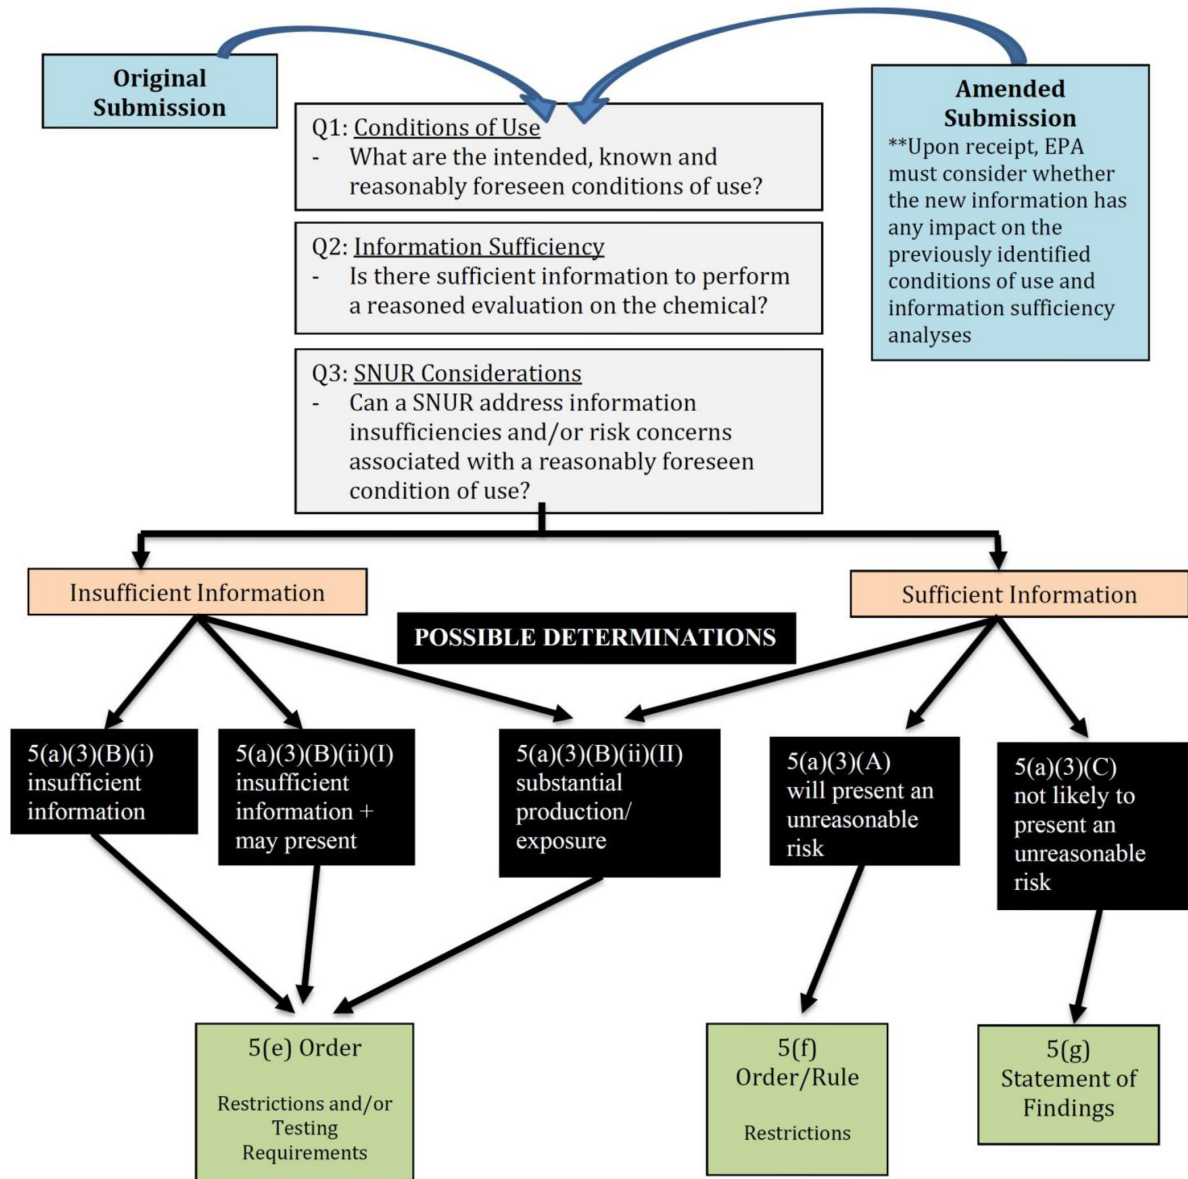 Original
Submission
Amended
Submission
**Upon receipt, EPA
must consider whether
the new information has
any impact on the
previously identified
conditions of use and
information sufficiency
analyses
Q1: Conditions of Use
- What are the intended, known and
reasonably foreseen conditions of use?
Q2: Information Sufficiency
- Is there sufficient information to perform
a reasoned evaluation on the chemical?
Q3: SNUR Considerations
- Can a SNUR address information
insufficiencies and/or risk concerns
associated with a reasonably foreseen
condition of use?
Insufficient Information
Sufficient Information
POSSIBLE DETERMINATIONS
5(a)(3)(B)(i)
insufficient
information
5(a)(3)(B)(ii)(I)
insufficient
information +
may present
5(a)(3)(B)(ii)(II)
substantial
production/
exposure
5(a)(3)(A)
will present an
unreasonable
risk
5(a)(3)(C)
not likely to
present an
unreasonable
risk
5(e) Order
Restrictions and/or
Testing
Requirements
5(f)
Order/Rule
Restrictions
5(g)
Statement of
Findings